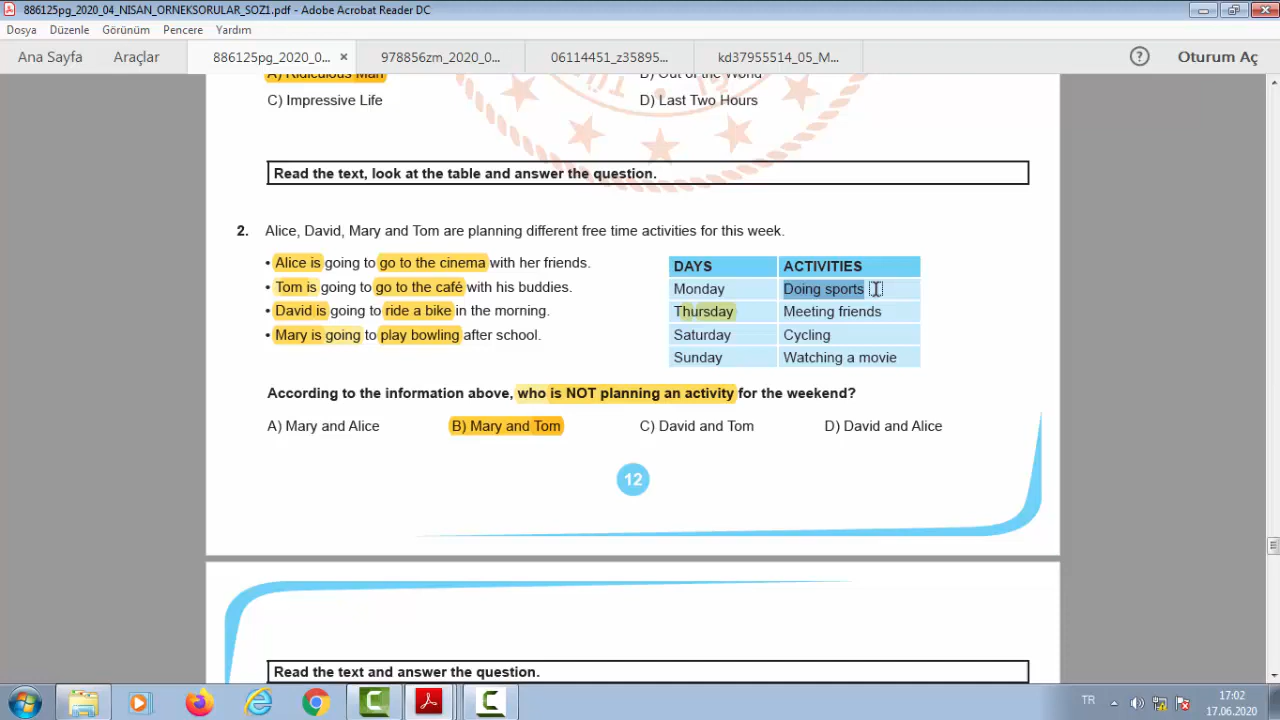 886125pg_2020_04_NISAN_ORNEKSORULAR_SOZ1.pdf - Adobe Acrobat Reader DC
Dosya Düzenle Görünüm Pencere Yardım
Ana Sayfa Araçlar 886125pg_2020_0... × 978856zm_2020_0... 06114451_z35895... kd37955514_05_M... ? Oturum Aç
A) Ridiculous Man B) Out of the World
C) Impressive Life D) Last Two Hours
Read the text, look at the table and answer the question.
2. Alice, David, Mary and Tom are planning different free time activities for this week.
• Alice is going to go to the cinema with her friends.
• Tom is going to go to the café with his buddies.
• David is going to ride a bike in the morning.
• Mary is going to play bowling after school.
DAYS ACTIVITIES
Monday Doing sports
Thursday Meeting friends
Saturday Cycling
Sunday Watching a movie
According to the information above, who is NOT planning an activity for the weekend?
A) Mary and Alice B) Mary and Tom C) David and Tom D) David and Alice
12
Read the text and answer the question.
TR 17:02
17.06.2020